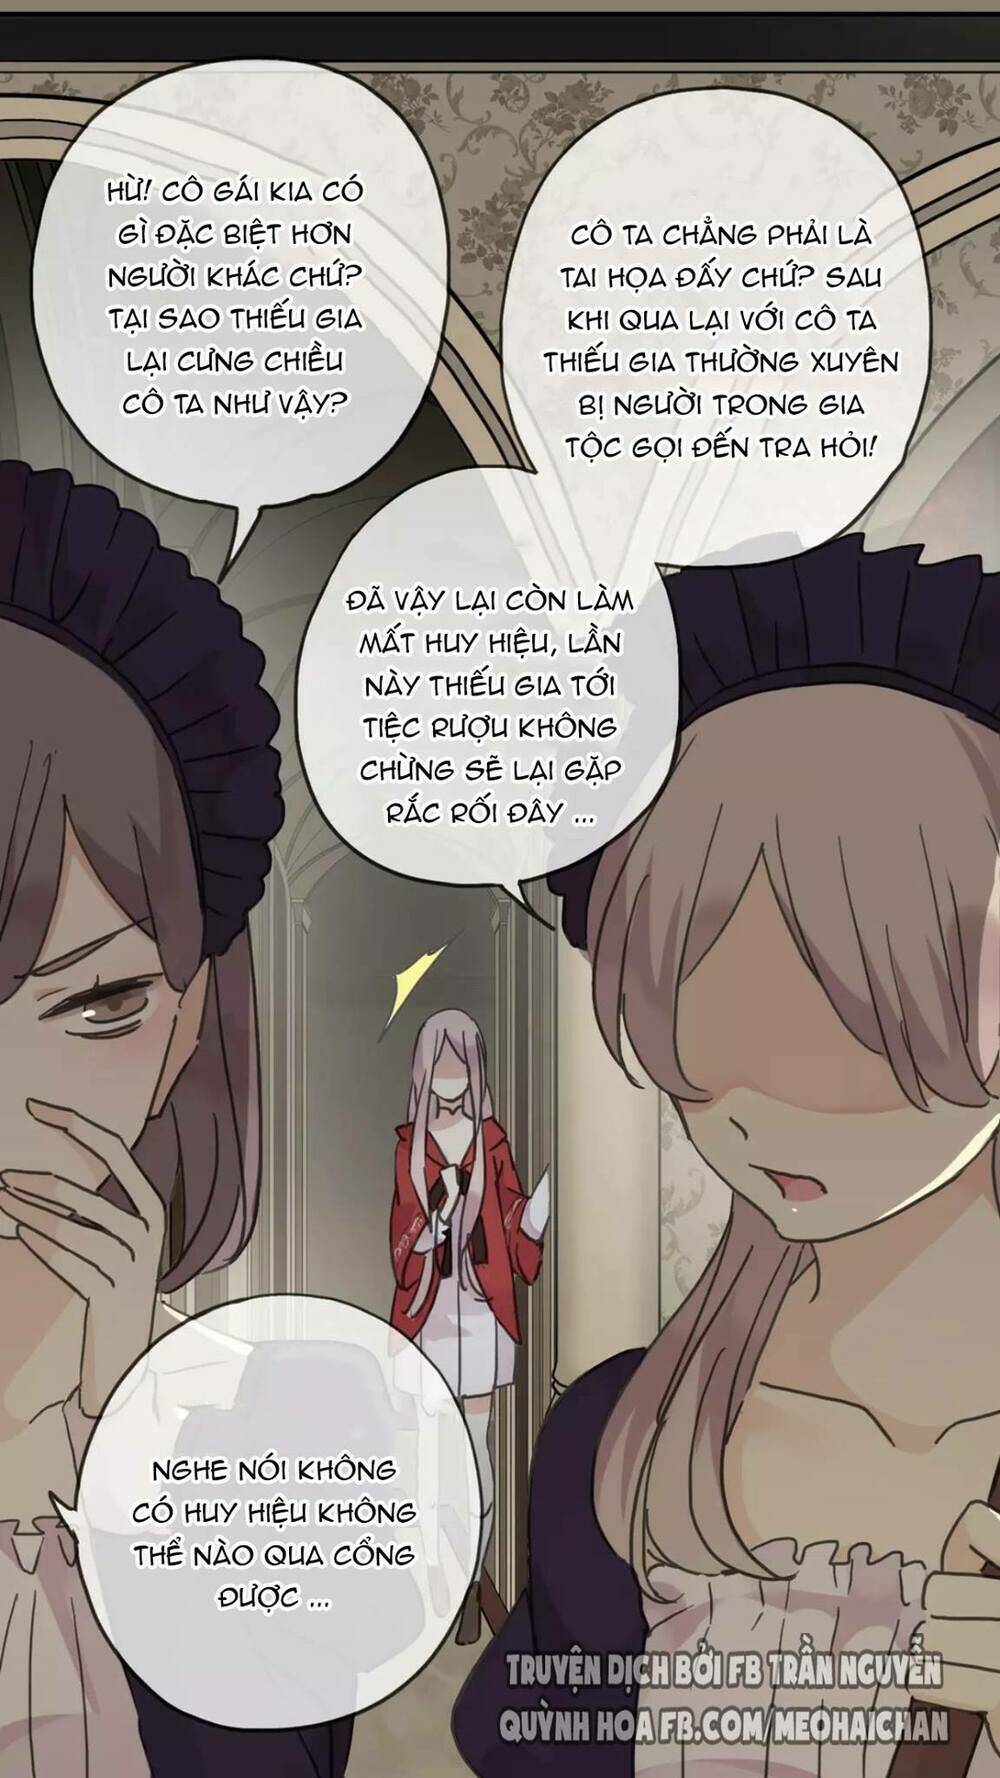 HỪ! CÔ GÁI KIA CÓ
GÌ ĐẶC BIỆT HƠN
NGƯỜI KHÁC CHỨ?
TẠI SAO THIẾU GIA
LẠI CƯNG CHIỀU
CÔ TA NHƯ VẬY?
CÔ TA CHẲNG PHẢI LÀ
TAI HỌA ĐẤY CHỨ? SAU
KHI QUA LẠI VỚI CÔ TA
THIẾU GIA THƯỜNG XUYÊN
BỊ NGƯỜI TRONG GIA
TỘC GỌI ĐẾN TRA HỎI!
ĐÃ VẬY LẠI CÒN LÀM
MẤT HUY HIỆU, LẦN
NÀY THIẾU GIA TỚI
TIỆC RƯỢU KHÔNG
CHỪNG SẼ LẠI GẶP
RẮC RỐI ĐÂY ...
NGHE NÓI KHÔNG
CÓ HUY HIỆU KHÔNG
THỂ NÀO QUA CỔNG
ĐƯỢC ...
TRUYỆN DỊCH BỞI FB TRẦN NGUYỄN
QUỲNH HOA FB.COM/MEOHAICHAN